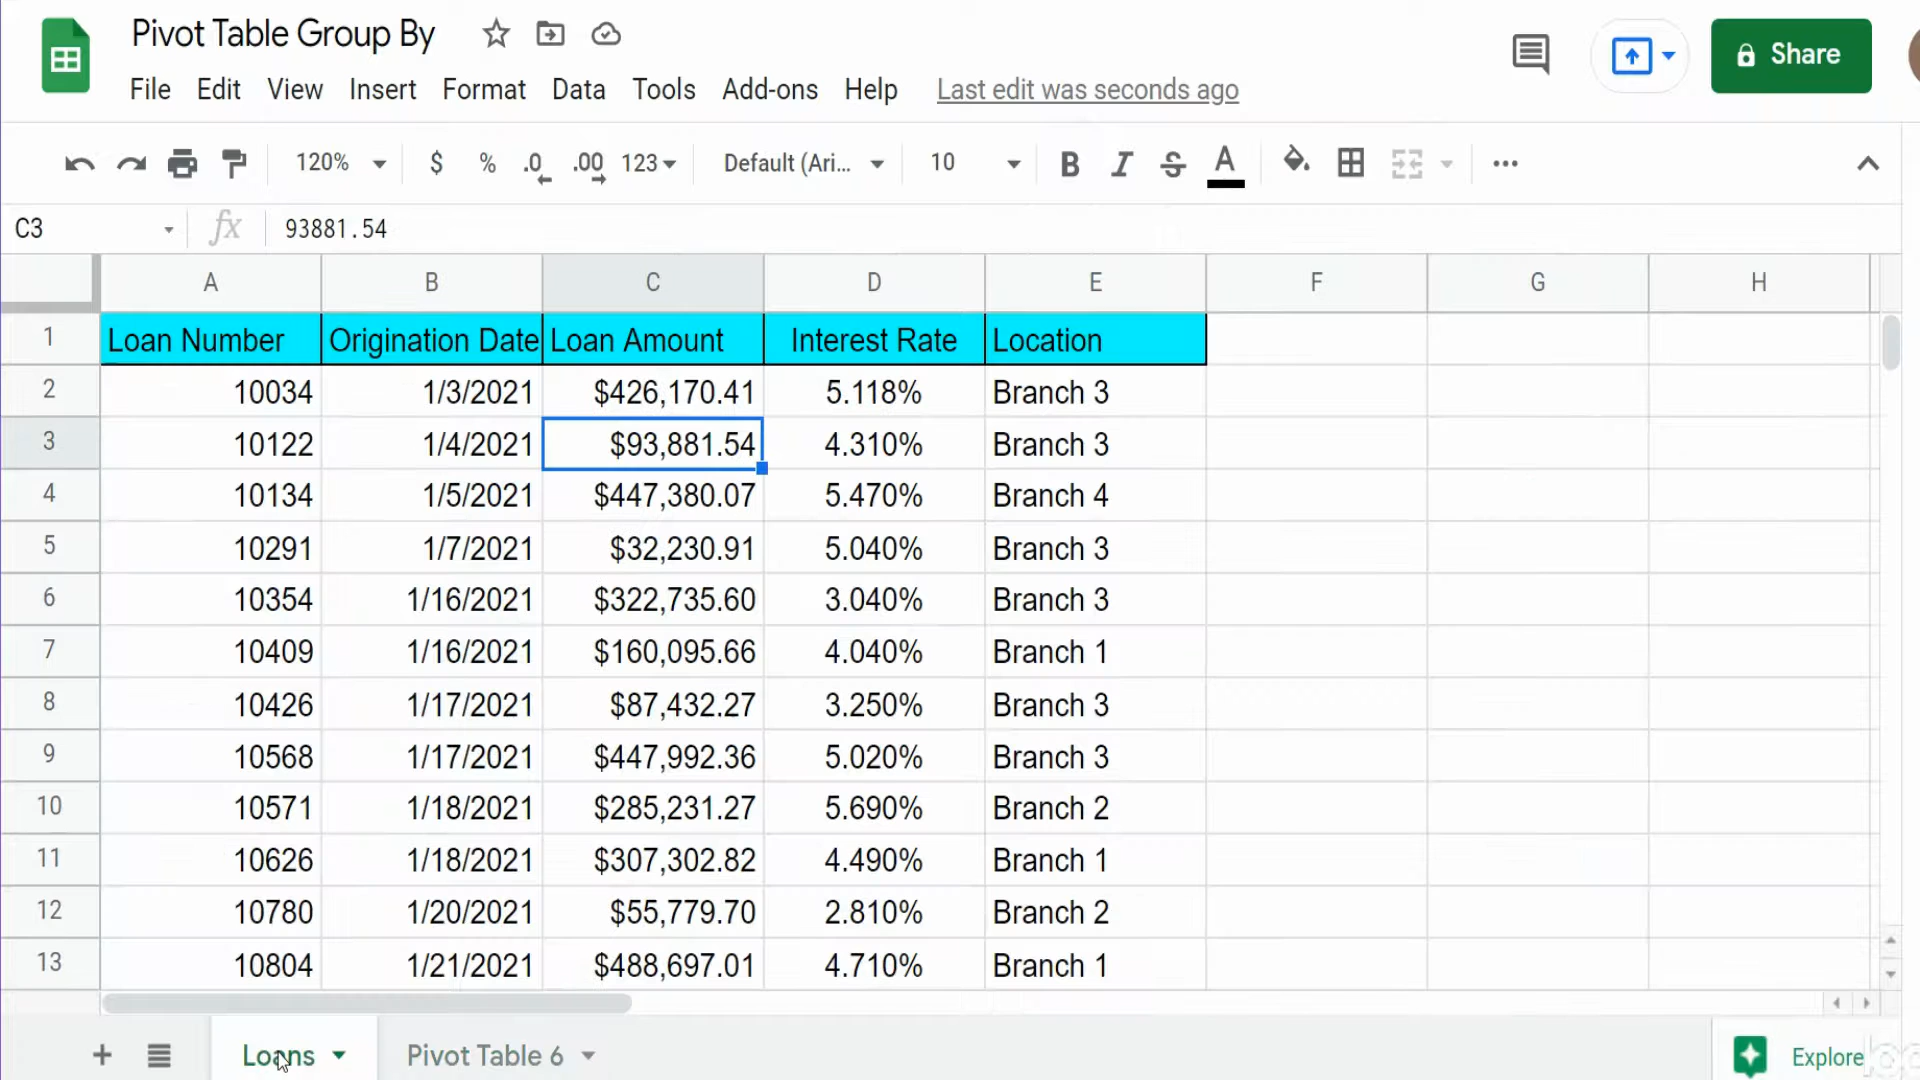 Pivot Table Group By
Share
File Edit View Insert Format Data Tools Add-ons Help Last edit was seconds ago
120% $ % .0 .00 123 Default (Ari... 10 B I S A ...
C3 fx 93881.54
A B C D E F G H
1 Loan Number Origination Date Loan Amount Interest Rate Location
2 10034 1/3/2021 $426,170.41 5.118% Branch 3
3 10122 1/4/2021 $93,881.54 4.310% Branch 3
4 10134 1/5/2021 $447,380.07 5.470% Branch 4
5 10291 1/7/2021 $32,230.91 5.040% Branch 3
6 10354 1/16/2021 $322,735.60 3.040% Branch 3
7 10409 1/16/2021 $160,095.66 4.040% Branch 1
8 10426 1/17/2021 $87,432.27 3.250% Branch 3
9 10568 1/17/2021 $447,992.36 5.020% Branch 3
10 10571 1/18/2021 $285,231.27 5.690% Branch 2
11 10626 1/18/2021 $307,302.82 4.490% Branch 1
12 10780 1/20/2021 $55,779.70 2.810% Branch 2
13 10804 1/21/2021 $488,697.01 4.710% Branch 1
+ Loans Pivot Table 6 Explore